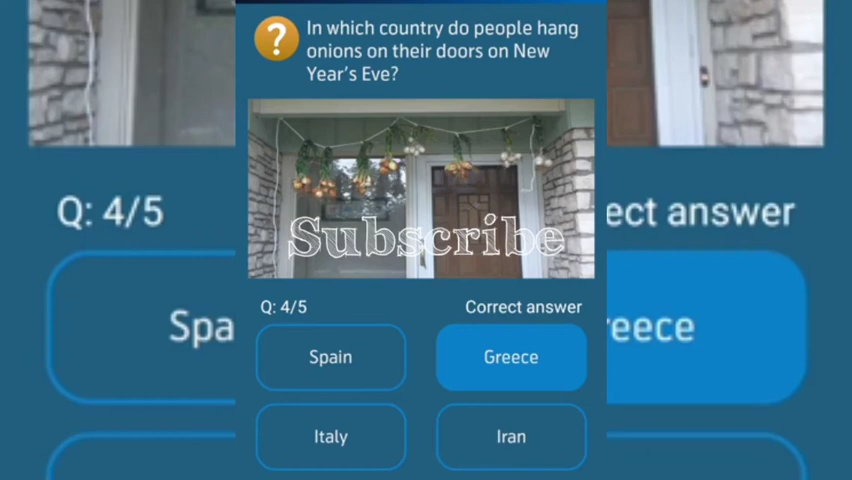 ?
In which country do people hang
onions on their doors on New
Year's Eve?
Subscribe
Q: 4/5
Correct answer
Spain
Greece
Italy
Iran
Q: 4/5
ect answer
Spa
reece